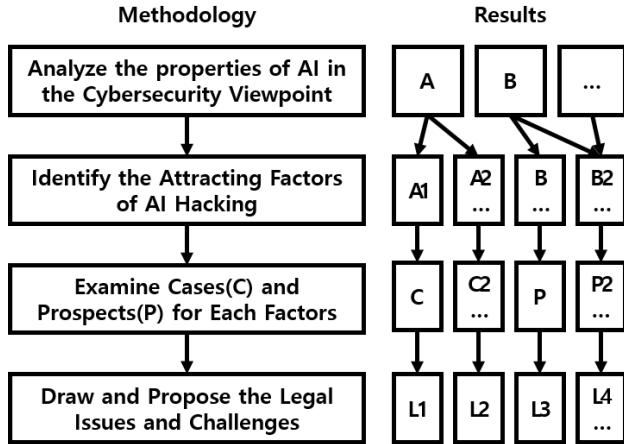 Methodology
Results
Analyze the properties of AI in
the Cybersecurity Viewpoint
A
B
...
Identify the Attracting Factors
of AI Hacking
A1
A2
...
B
...
B2
...
Examine Cases(C) and
Prospects(P) for Each Factors
C
C2
...
P
P2
...
Draw and Propose the Legal
Issues and Challenges
L1
L2
L3
L4
...